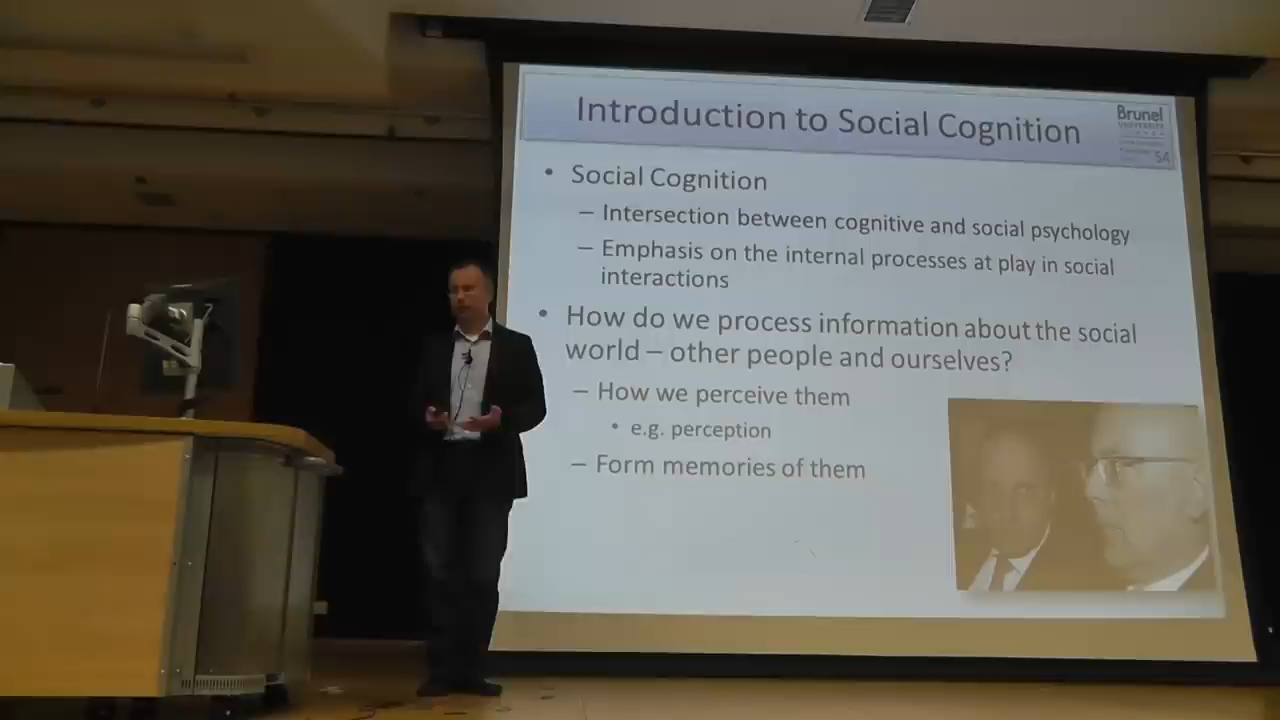 Introduction to Social Cognition
Brunel
UNIVERSITY
54
• Social Cognition
– Intersection between cognitive and social psychology
– Emphasis on the internal processes at play in social
interactions
• How do we process information about the social
world – other people and ourselves?
– How we perceive them
• e.g. perception
– Form memories of them